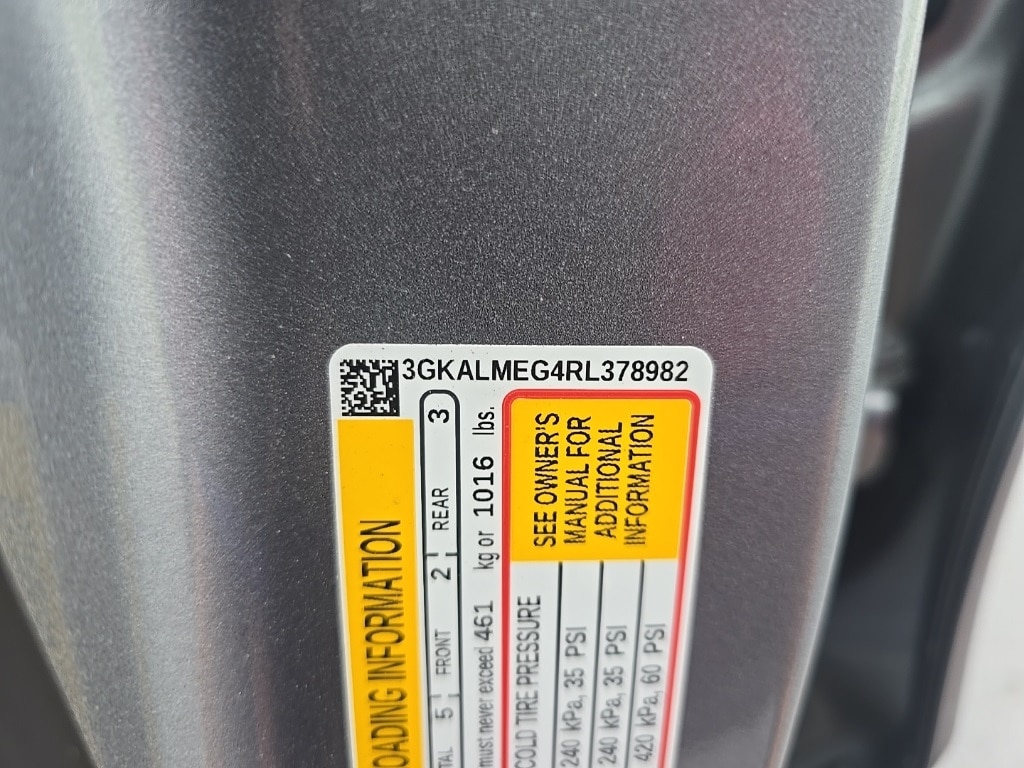 3GKALMEG4RL378982
OADING INFORMATION
TAL 5 FRONT 2 REAR 3
must never exceed 461 kg or 1016 lbs.
COLD TIRE PRESSURE
240 kPa, 35 PSI
240 kPa, 35 PSI
420 kPa, 60 PSI
SEE OWNER'S
MANUAL FOR
ADDITIONAL
INFORMATION